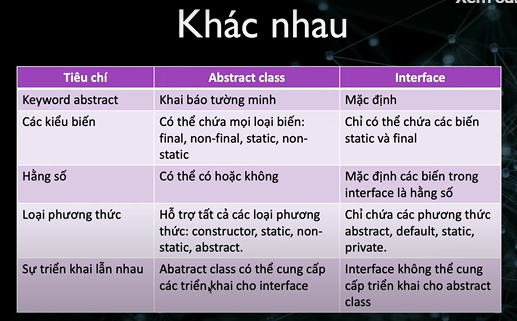 Khác nhau
Tiêu chí
Abstract class
Interface
Keyword abstract
Khai báo tường minh
Mặc định
Các kiểu biến
Có thể chứa mọi loại biến:
final, non-final, static, non-
static
Chỉ có thể chứa các biến
static và final
Hằng số
Có thể có hoặc không
Mặc định các biến trong
interface là hằng số
Loại phương thức
Hỗ trợ tất cả các loại phương
thức: constructor, static, non-
static, abstract.
Chỉ chứa các phương thức
abstract, default, static,
private.
Sự triển khai lẫn nhau
Abatract class có thể cung cấp
các triển khai cho interface
Interface không thể cung
cấp triển khai cho abstract
class